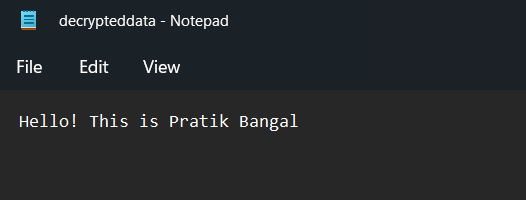 decrypteddata - Notepad
File Edit View
Hello! This is Pratik Bangal